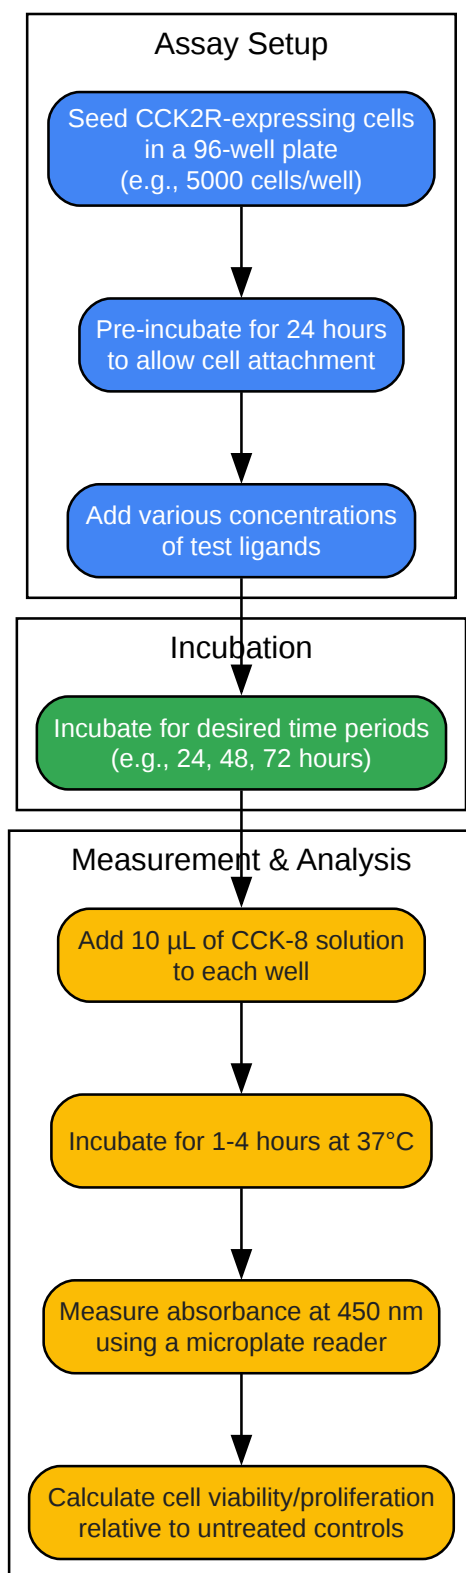 Assay Setup
Seed CCK2R-expressing cells
in a 96-well plate
(e.g., 5000 cells/well)
Pre-incubate for 24 hours
to allow cell attachment
Add various concentrations
of test ligands
Incubation
Incubate for desired time periods
(e.g., 24, 48, 72 hours)
Measurement & Analysis
Add 10 µL of CCK-8 solution
to each well
Incubate for 1-4 hours at 37°C
Measure absorbance at 450 nm
using a microplate reader
Calculate cell viability/proliferation
relative to untreated controls